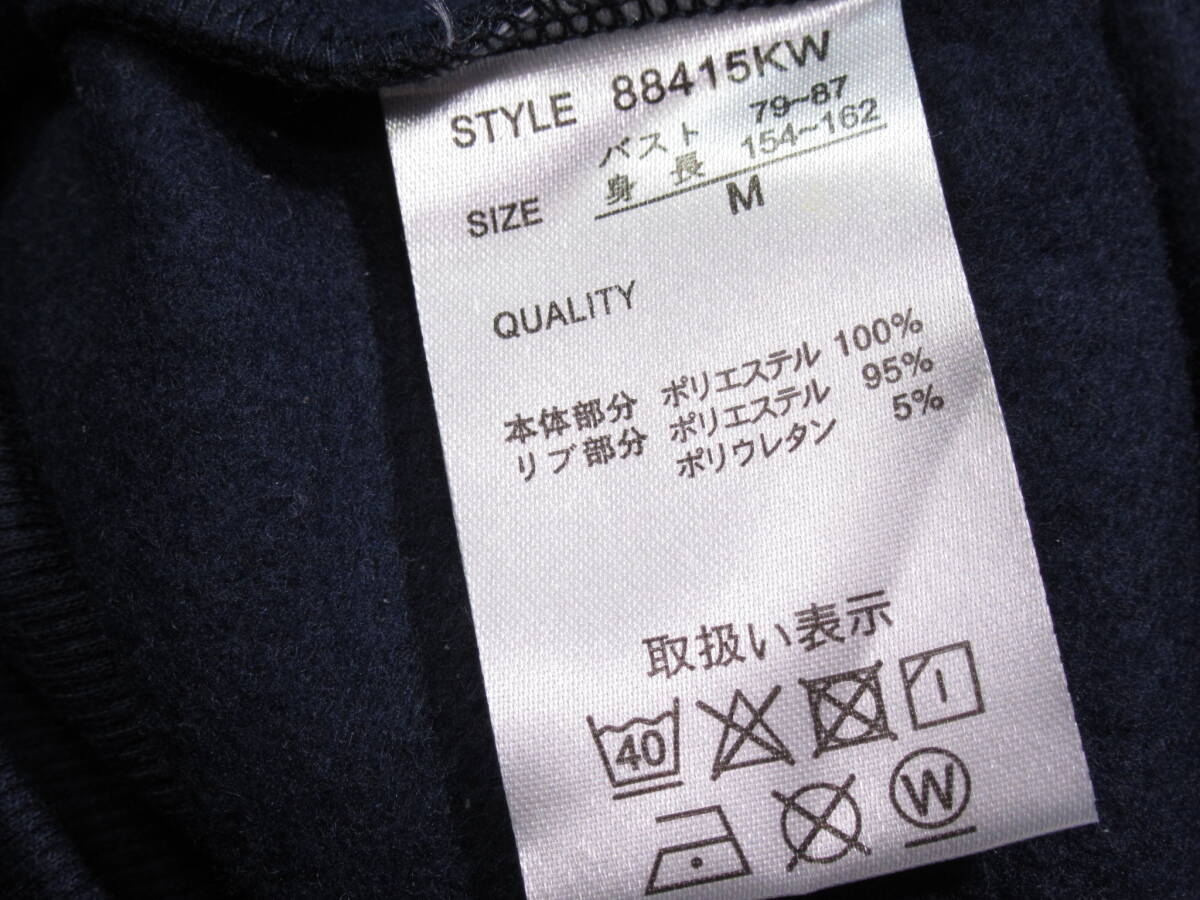 STYLE 88415KW
バスト 79~87
身長 154~162
SIZE M
QUALITY
本体部分 ポリエステル 100%
リブ部分 ポリエステル 95%
ポリウレタン 5%
取扱い表示
40
W